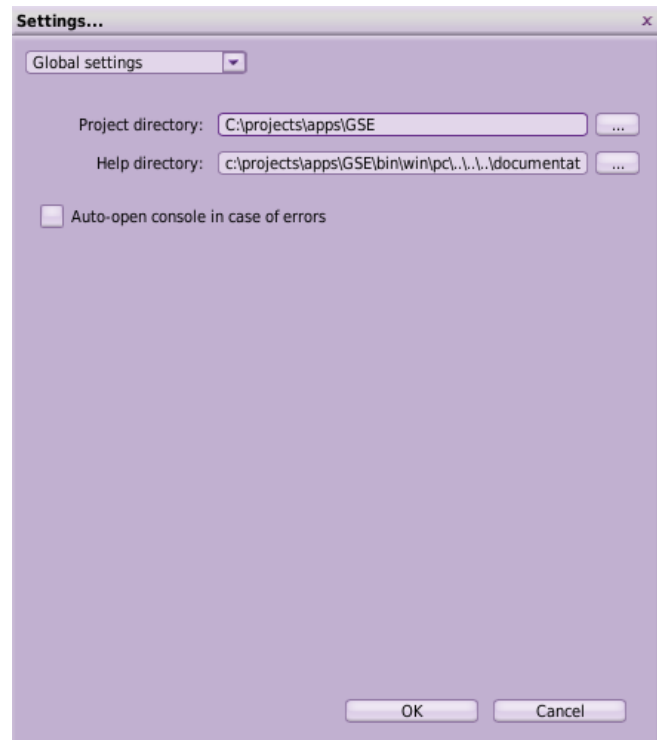 Settings...
x
Global settings
Project directory: C:\projects\apps\GSE ...
Help directory: c:\projects\apps\GSE\bin\win\pc\..\..\..\documentat ...
Auto-open console in case of errors
OK Cancel